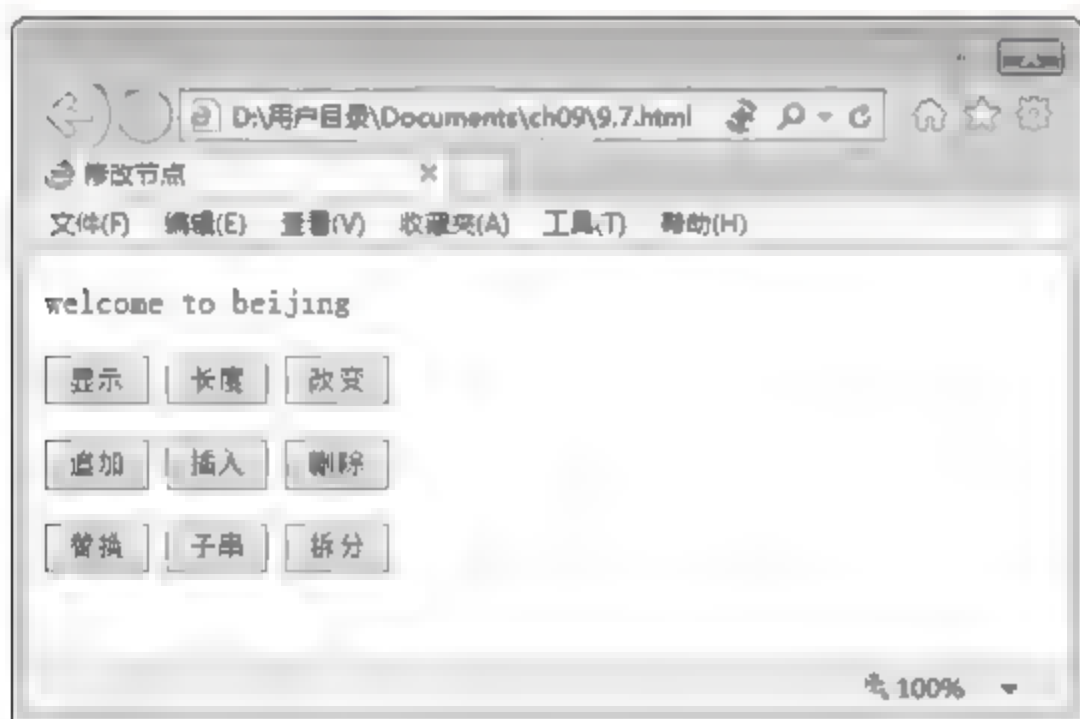 D:\用户目录\Documents\ch09\9.7.html
修改节点
文件(F) 编辑(E) 查看(V) 收藏夹(A) 工具(T) 帮助(H)
welcome to beijing
显示 长度 改变
追加 插入 删除
替换 子串 拆分
100%